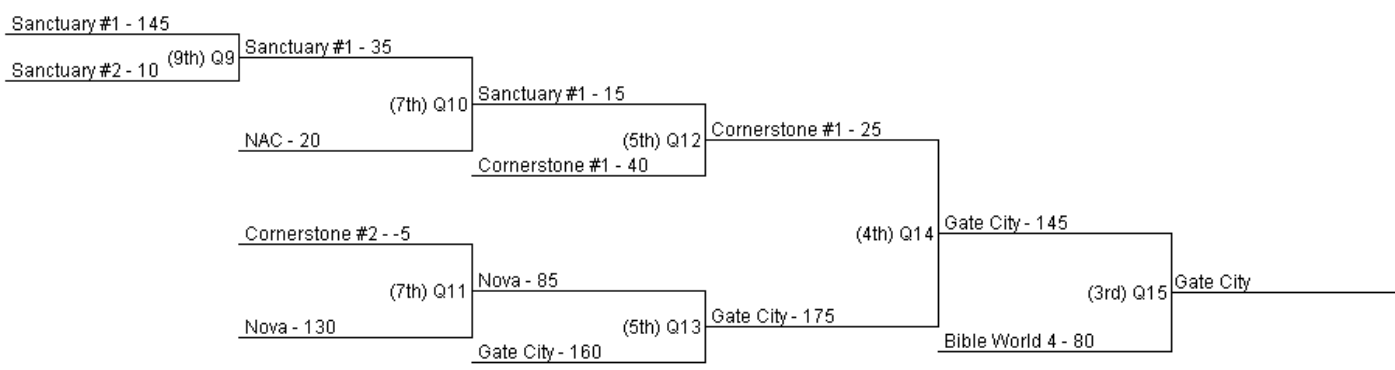 Sanctuary #1 - 145
(9th) Q9
Sanctuary #2 - 10
Sanctuary #1 - 35
(7th) Q10
NAC - 20
Sanctuary #1 - 15
(5th) Q12
Cornerstone #1 - 40
Cornerstone #1 - 25
Cornerstone #2 - -5
(7th) Q11
Nova - 130
Nova - 85
(5th) Q13
Gate City - 160
Gate City - 175
(4th) Q14
Gate City - 145
(3rd) Q15
Bible World 4 - 80
Gate City